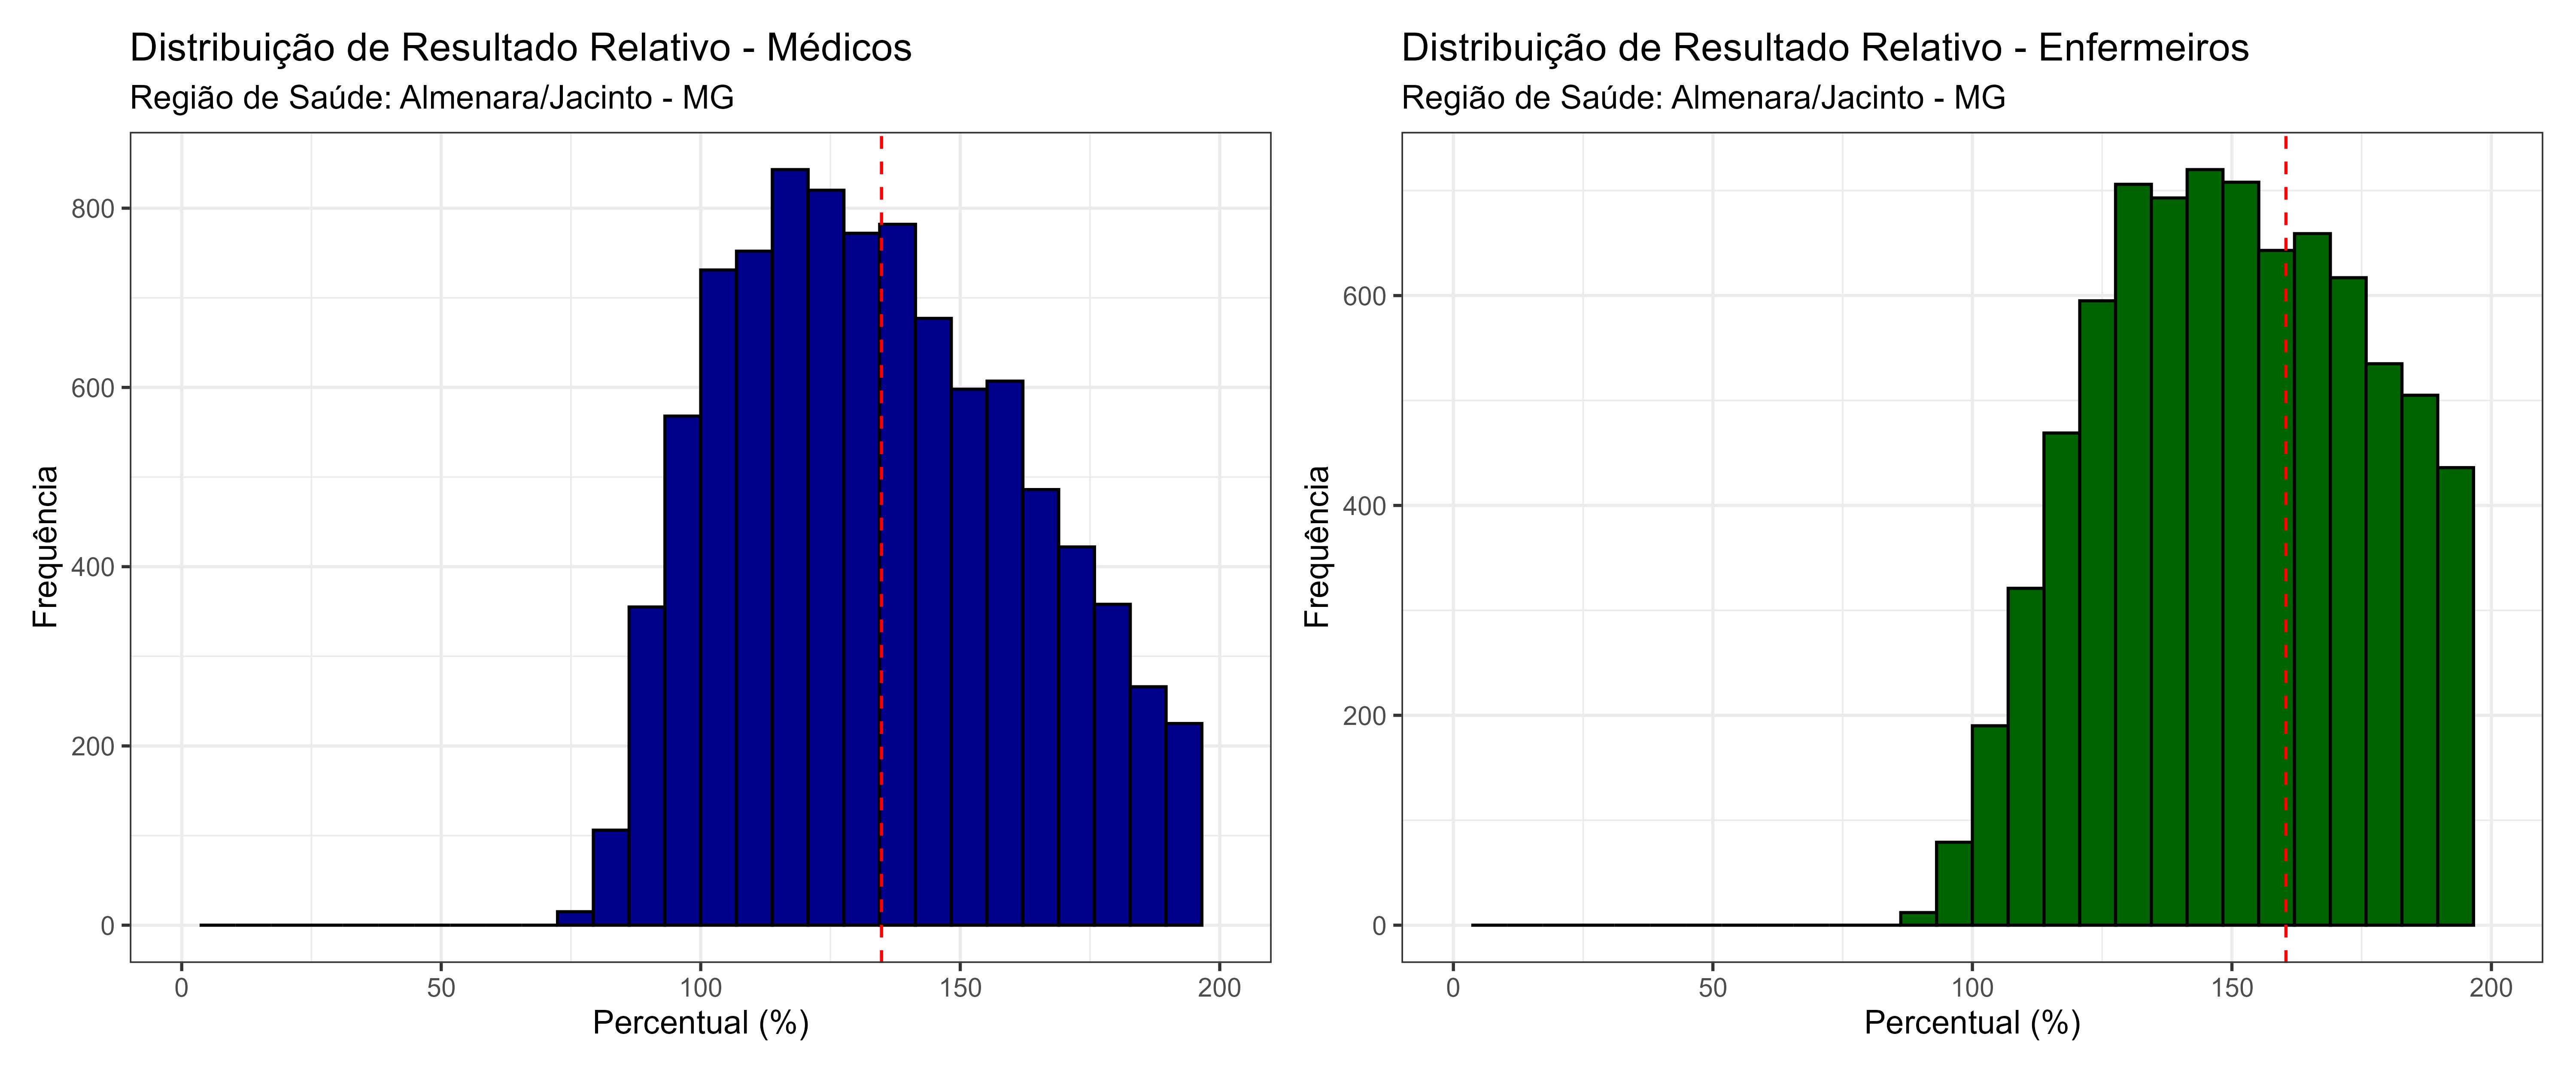 Distribuição de Resultado Relativo - Médicos
Região de Saúde: Almenara/Jacinto - MG
Frequência
800
600
400
200
0
0 50 100 150 200
Percentual (%)
Distribuição de Resultado Relativo - Enfermeiros
Região de Saúde: Almenara/Jacinto - MG
Frequência
600
400
200
0
0 50 100 150 200
Percentual (%)